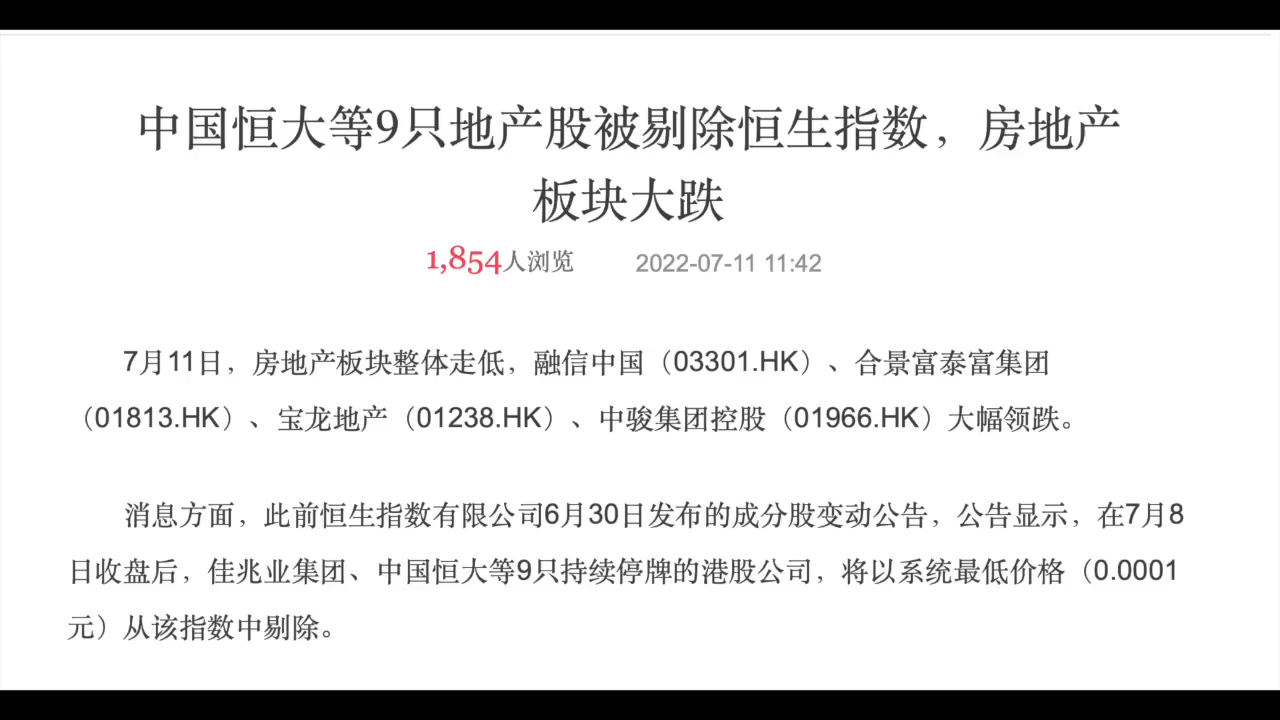 中国恒大等9只地产股被剔除恒生指数，房地产
板块大跌
1,854人浏览 2022-07-11 11:42
7月11日，房地产板块整体走低，融信中国（03301.HK）、合景富泰富集团
（01813.HK）、宝龙地产（01238.HK）、中骏集团控股（01966.HK）大幅领跌。
消息方面，此前恒生指数有限公司6月30日发布的成分股变动公告，公告显示，在7月8
日收盘后，佳兆业集团、中国恒大等9只持续停牌的港股公司，将以系统最低价格（0.0001
元）从该指数中剔除。